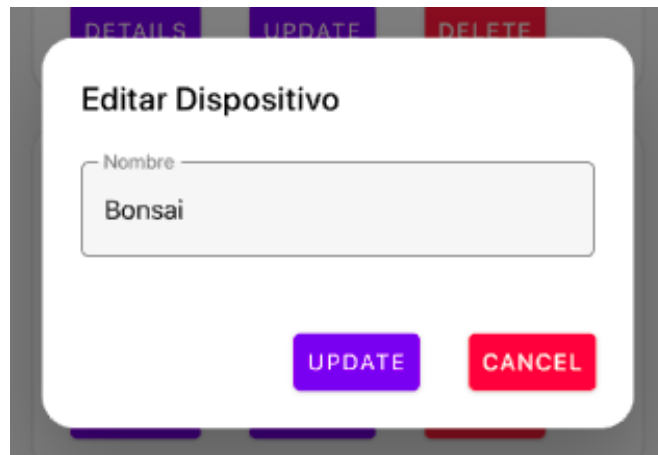 DETAILS UPDATE DELETE
Editar Dispositivo
Nombre
Bonsai
UPDATE CANCEL